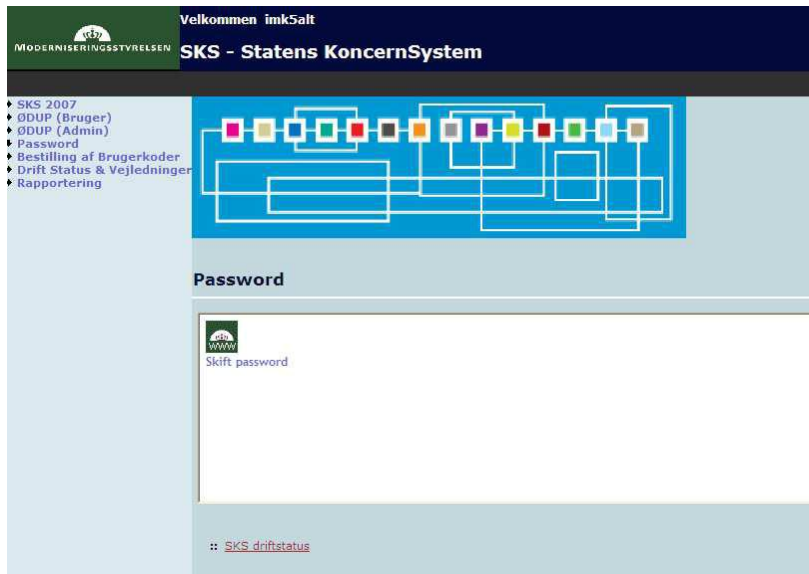 Velkommen imk5alt
MODERNISERINGSSTYRELSEN
SKS - Statens KoncernSystem
SKS 2007
ØDUP (Bruger)
ØDUP (Admin)
Password
Bestilling af Brugerkoder
Drift Status & Vejledninger
Rapportering
Password
WWW
Skift password
:: SKS driftstatus